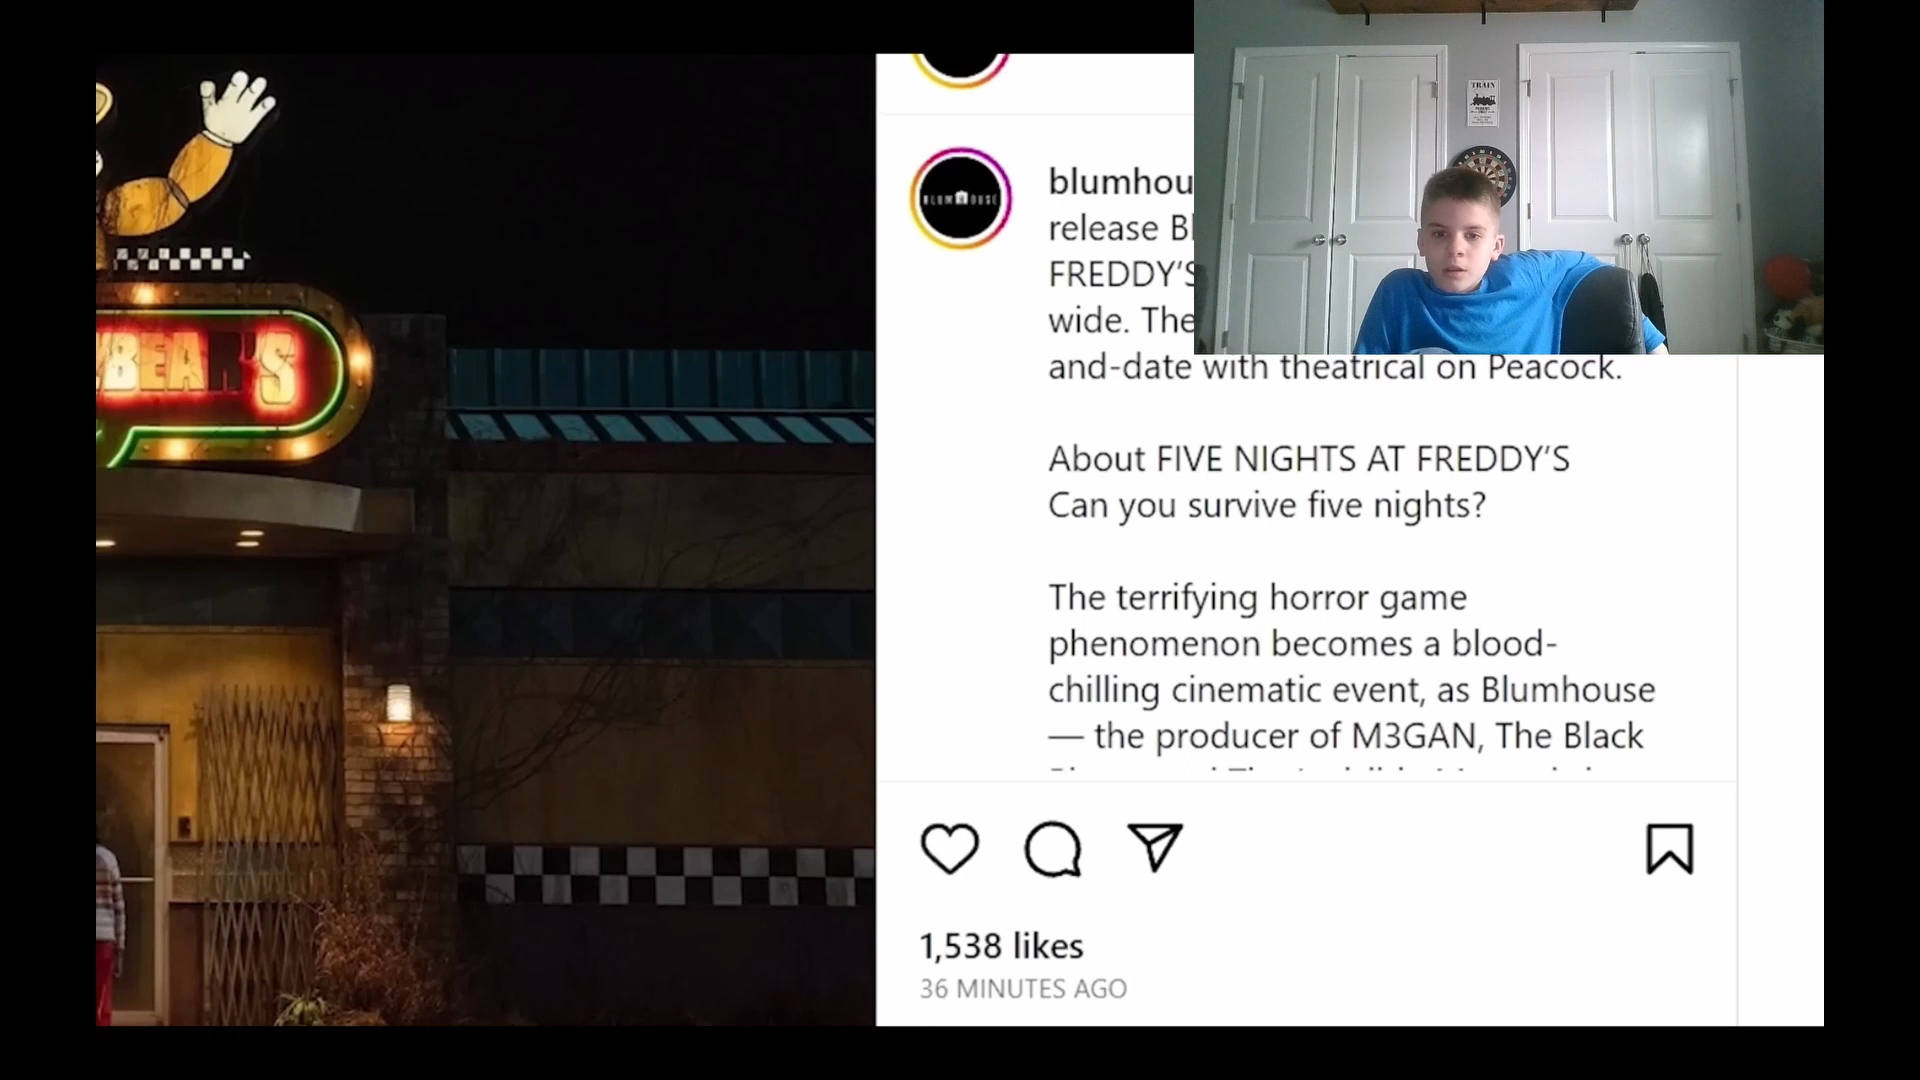 BEAR'S
BLUMHOUSE
blumhou
release Bl
FREDDY'S
wide. The
and-date with theatrical on Peacock.
About FIVE NIGHTS AT FREDDY'S
Can you survive five nights?
The terrifying horror game
phenomenon becomes a blood-
chilling cinematic event, as Blumhouse
— the producer of M3GAN, The Black
1,538 likes
36 MINUTES AGO
TRAIN